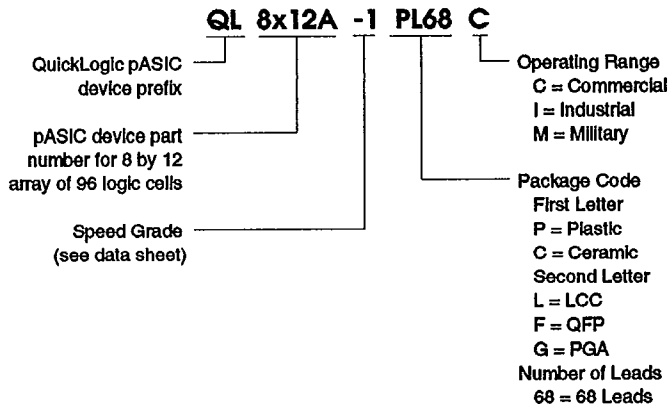 QL 8x12A -1 PL68 C
QuickLogic pASIC
device prefix
pASIC device part
number for 8 by 12
array of 96 logic cells
Speed Grade
(see data sheet)
Operating Range
C = Commercial
I = Industrial
M = Military
Package Code
First Letter
P = Plastic
C = Ceramic
Second Letter
L = LCC
F = QFP
G = PGA
Number of Leads
68 = 68 Leads